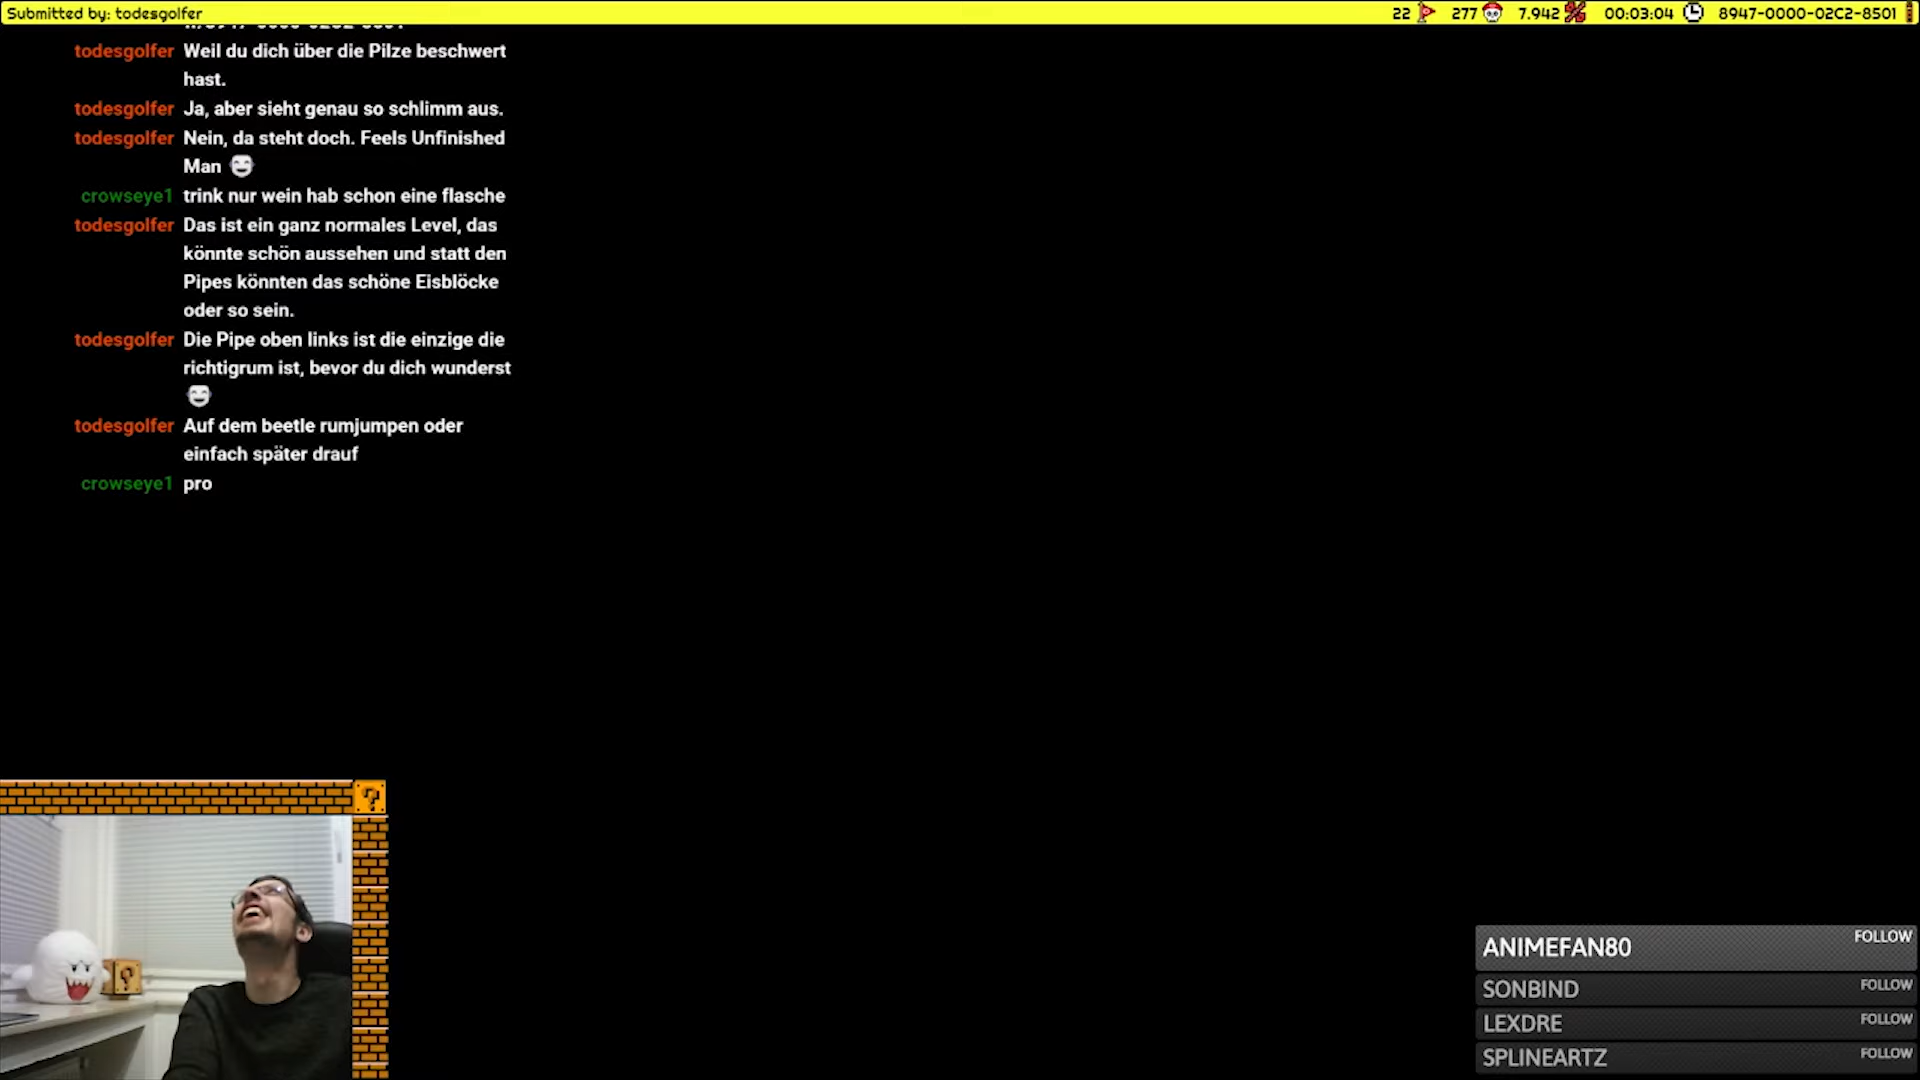 Submitted by: todesgolfer 22 277 7.942 00:03:04 8947-0000-02C2-8501
todesgolfer Weil du dich über die Pilze beschwert
hast.
todesgolfer Ja, aber sieht genau so schlimm aus.
todesgolfer Nein, da steht doch. Feels Unfinished
Man
crowseye1 trink nur wein hab schon eine flasche
todesgolfer Das ist ein ganz normales Level, das
könnte schön aussehen und statt den
Pipes könnten das schöne Eisblöcke
oder so sein.
todesgolfer Die Pipe oben links ist die einzige die
richtigrum ist, bevor du dich wunderst
todesgolfer Auf dem beetle rumjumpen oder
einfach später drauf
crowseye1 pro
ANIMEFAN80 FOLLOW
SONBIND FOLLOW
LEXDRE FOLLOW
SPLINEARTZ FOLLOW